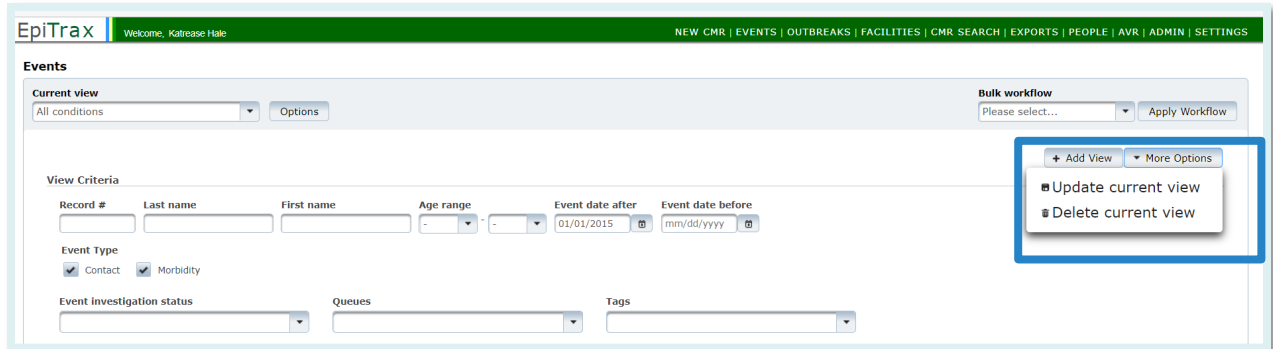 EpiTrax Welcome, Katrease Hale NEW CMR | EVENTS | OUTBREAKS | FACILITIES | CMR SEARCH | EXPORTS | PEOPLE | AVR | ADMIN | SETTINGS
Events
Current view Bulk workflow
All conditions Options Please select... Apply Workflow
+ Add View More Options
View Criteria
Update current view
Record # Last name First name Age range Event date after Event date before
Delete current view
- - - 01/01/2015 mm/dd/yyyy
Event Type
Contact Morbidity
Event investigation status Queues Tags